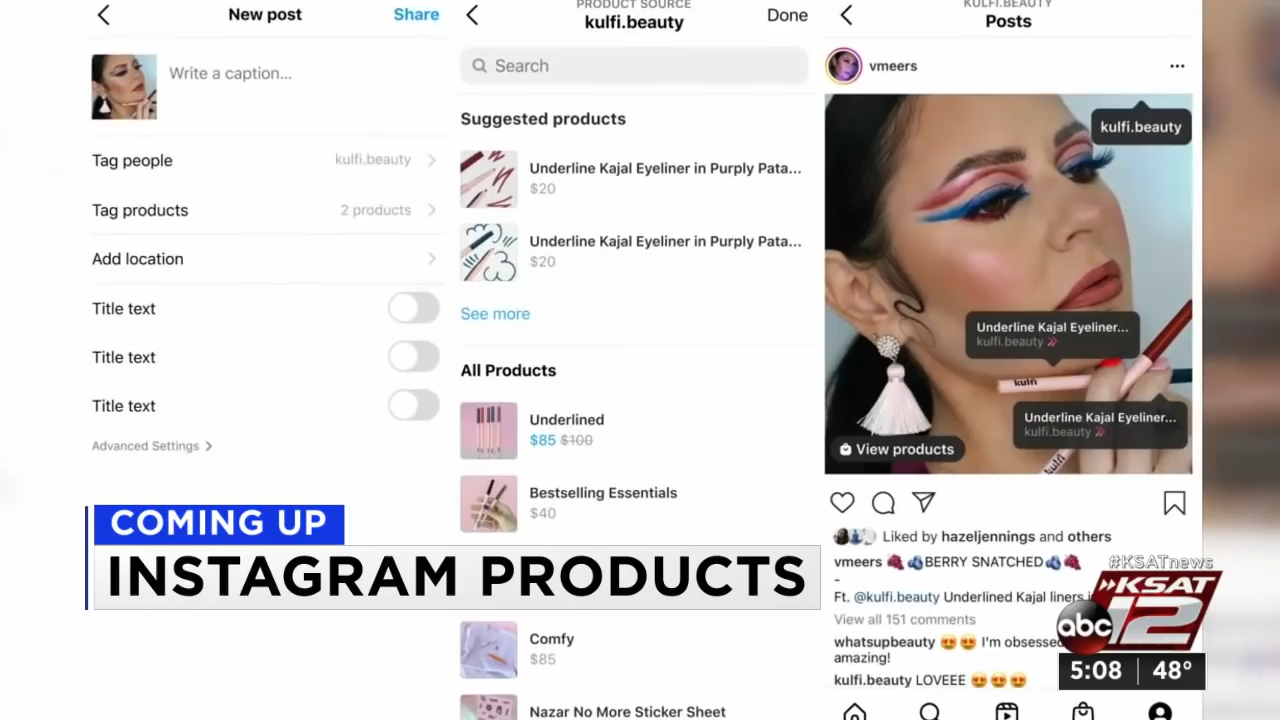 New post
Share
Write a caption...
Tag people
kulfi.beauty
Tag products
2 products
Add location
Title text
Title text
Title text
Advanced Settings
PRODUCT SOURCE
kulfi.beauty
Done
Search
Suggested products
Underline Kajal Eyeliner in Purply Pata...
$20
Underline Kajal Eyeliner in Purply Pata...
$20
See more
All Products
Underlined
$85 $100
Bestselling Essentials
$40
Comfy
$85
Nazar No More Sticker Sheet
KULFI.BEAUTY
Posts
vmeers
kulfi.beauty
Underline Kajal Eyeliner...
kulfi.beauty
kulfi
Underline Kajal Eyeliner...
kulfi.beauty
kulfi
View products
Liked by hazeljennings and others
vmeers 🍇🫐BERRY SNATCHED🫐🍇
-
Ft. @kulfi.beauty Underlined Kajal liners
View all 151 comments
whatsupbeauty 😍😍 I'm obsessed
amazing!
kulfi.beauty LOVEEE 😍😍😍
COMING UP
INSTAGRAM PRODUCTS
#KSATnews
KSAT
abc 12
5:08 48°